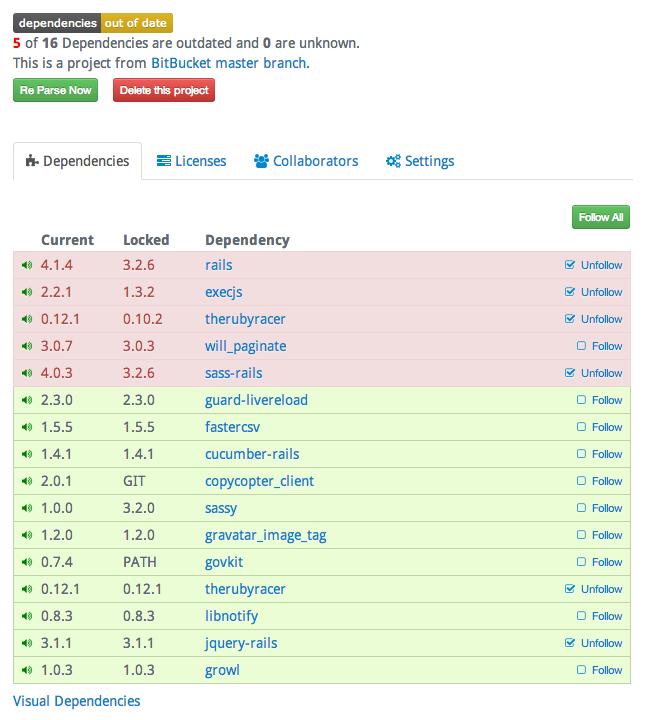 dependencies out of date
5 of 16 Dependencies are outdated and 0 are unknown.
This is a project from BitBucket master branch.
Re Parse Now Delete this project
Dependencies Licenses Collaborators Settings
Follow All
Current Locked Dependency
4.1.4 3.2.6 rails Unfollow
2.2.1 1.3.2 execjs Unfollow
0.12.1 0.10.2 therubyracer Unfollow
3.0.7 3.0.3 will_paginate Follow
4.0.3 3.2.6 sass-rails Unfollow
2.3.0 2.3.0 guard-livereload Follow
1.5.5 1.5.5 fastercsv Follow
1.4.1 1.4.1 cucumber-rails Follow
2.0.1 GIT copycopter_client Follow
1.0.0 3.2.0 sassy Follow
1.2.0 1.2.0 gravatar_image_tag Follow
0.7.4 PATH govkit Follow
0.12.1 0.12.1 therubyracer Unfollow
0.8.3 0.8.3 libnotify Follow
3.1.1 3.1.1 jquery-rails Unfollow
1.0.3 1.0.3 growl Follow
Visual Dependencies